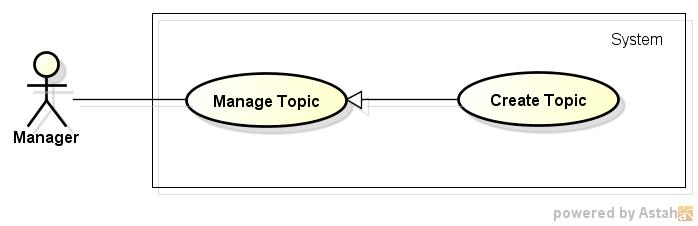 System
Manage Topic
Create Topic
Manager
powered by Astah